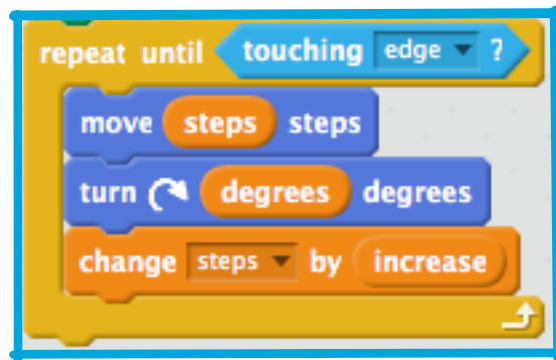 repeat until touching edge ?
move steps steps
turn degrees degrees
change steps by increase